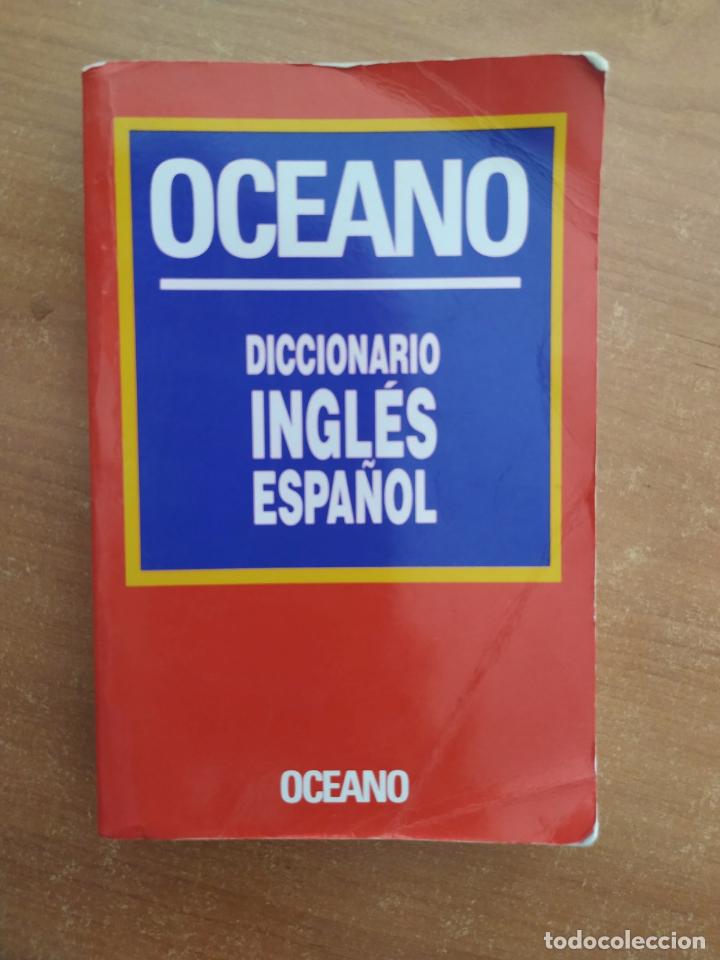 OCEANO
DICCIONARIO
INGLÉS
ESPAÑOL
OCEANO
todocoleccion